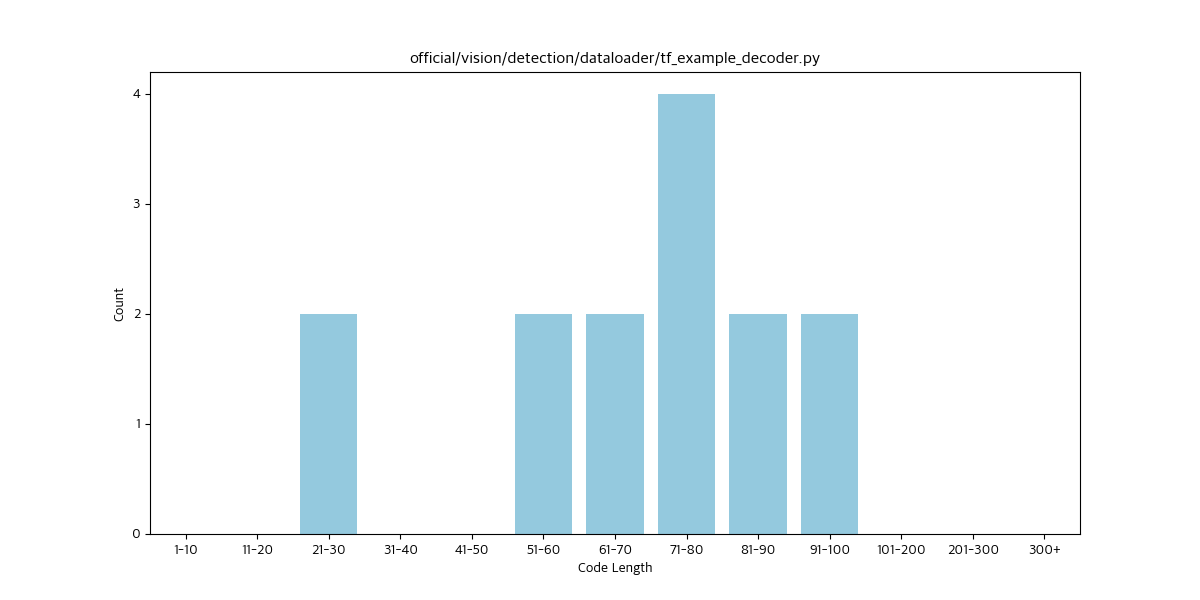 official/vision/detection/dataloader/tf_example_decoder.py
Count
4
3
2
1
0
1-10 11-20 21-30 31-40 41-50 51-60 61-70 71-80 81-90 91-100 101-200 201-300 300+
Code Length